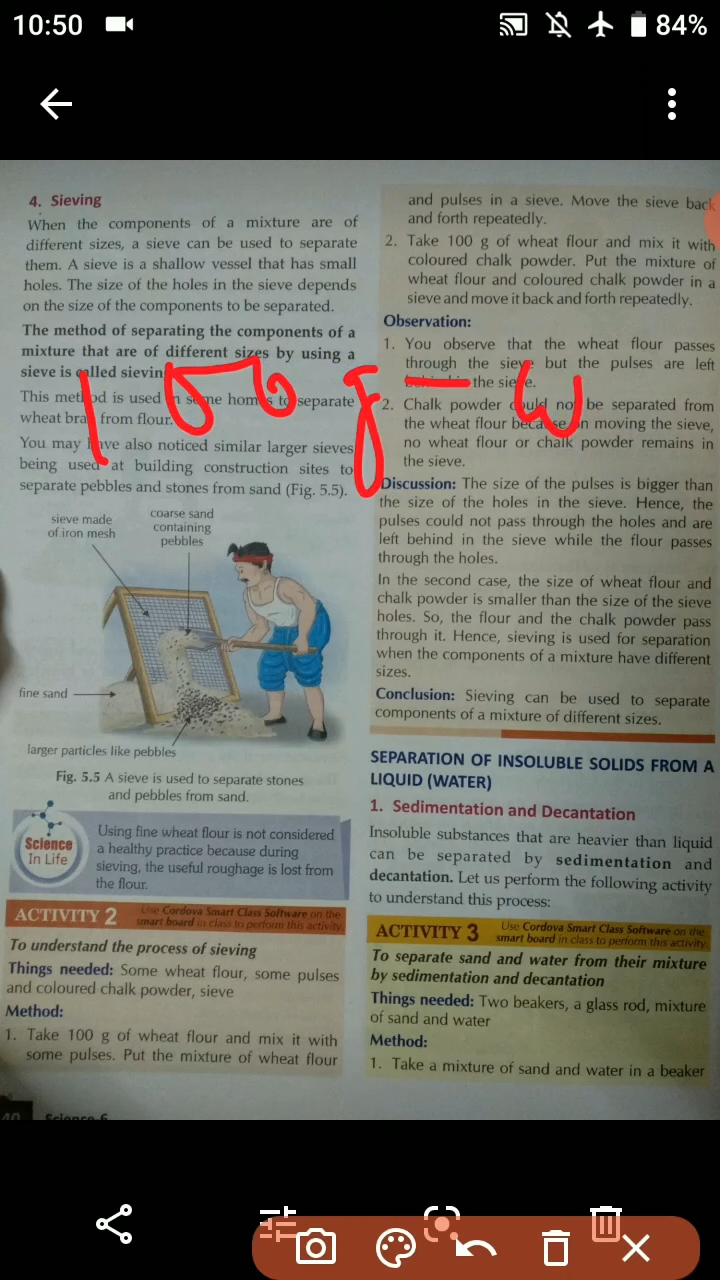 10:50
84%
4. Sieving
When the components of a mixture are of
different sizes, a sieve can be used to separate
them. A sieve is a shallow vessel that has small
holes. The size of the holes in the sieve depends
on the size of the components to be separated.
The method of separating the components of a
mixture that are of different sizes by using a
sieve is called sievin
This method is used in some homes to separate
wheat bran from flour.
You may have also noticed similar larger sieves
being used at building construction sites to
separate pebbles and stones from sand (Fig. 5.5).
sieve made
of iron mesh
coarse sand
containing
pebbles
fine sand
larger particles like pebbles
Fig. 5.5 A sieve is used to separate stones
and pebbles from sand.
Science
In Life
Using fine wheat flour is not considered
a healthy practice because during
sieving, the useful roughage is lost from
the flour.
ACTIVITY 2
Use Cordova Smart Class Software on the
smart board in class to perform this activity.
To understand the process of sieving
Things needed: Some wheat flour, some pulses
and coloured chalk powder, sieve
Method:
1. Take 100 g of wheat flour and mix it with
some pulses. Put the mixture of wheat flour
40 Science-6
and pulses in a sieve. Move the sieve back
and forth repeatedly.
2. Take 100 g of wheat flour and mix it with
coloured chalk powder. Put the mixture of
wheat flour and coloured chalk powder in a
sieve and move it back and forth repeatedly.
Observation:
1. You observe that the wheat flour passes
through the sieve but the pulses are left
behind in the sieve.
2. Chalk powder could not be separated from
the wheat flour because on moving the sieve,
no wheat flour or chalk powder remains in
the sieve.
Discussion: The size of the pulses is bigger than
the size of the holes in the sieve. Hence, the
pulses could not pass through the holes and are
left behind in the sieve while the flour passes
through the holes.
In the second case, the size of wheat flour and
chalk powder is smaller than the size of the sieve
holes. So, the flour and the chalk powder pass
through it. Hence, sieving is used for separation
when the components of a mixture have different
sizes.
Conclusion: Sieving can be used to separate
components of a mixture of different sizes.
SEPARATION OF INSOLUBLE SOLIDS FROM A
LIQUID (WATER)
1. Sedimentation and Decantation
Insoluble substances that are heavier than liquid
can be separated by sedimentation and
decantation. Let us perform the following activity
to understand this process:
ACTIVITY 3
Use Cordova Smart Class Software on the
smart board in class to perform this activity.
To separate sand and water from their mixture
by sedimentation and decantation
Things needed: Two beakers, a glass rod, mixture
of sand and water
Method:
1. Take a mixture of sand and water in a beaker
100 g - w